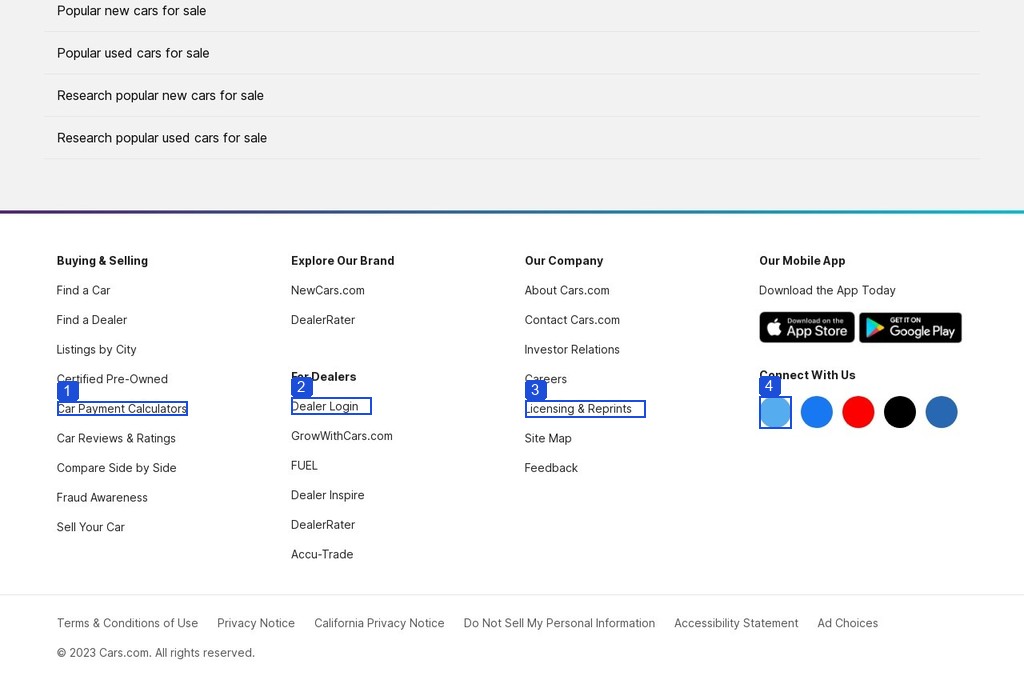 Popular new cars for sale
Popular used cars for sale
Research popular new cars for sale
Research popular used cars for sale
Buying & Selling
Find a Car
Find a Dealer
Listings by City
Certified Pre-Owned
1
Car Payment Calculators
Car Reviews & Ratings
Compare Side by Side
Fraud Awareness
Sell Your Car
Explore Our Brand
NewCars.com
DealerRater
For Dealers
2
Dealer Login
GrowWithCars.com
FUEL
Dealer Inspire
DealerRater
Accu-Trade
Our Company
About Cars.com
Contact Cars.com
Investor Relations
Careers
3
Licensing & Reprints
Site Map
Feedback
Our Mobile App
Download the App Today
Download on the
App Store
GET IT ON
Google Play
Connect With Us
4
Terms & Conditions of Use Privacy Notice California Privacy Notice Do Not Sell My Personal Information Accessibility Statement Ad Choices
© 2023 Cars.com. All rights reserved.